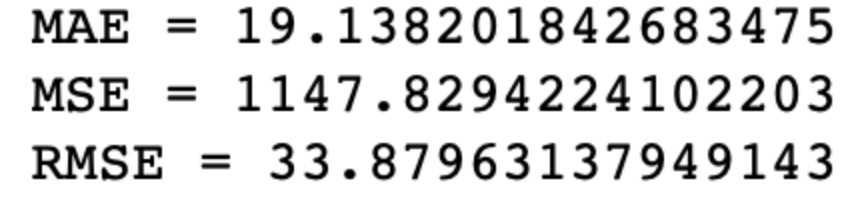 MAE = 19.138201842683475
MSE = 1147.8294224102203
RMSE = 33.87963137949143